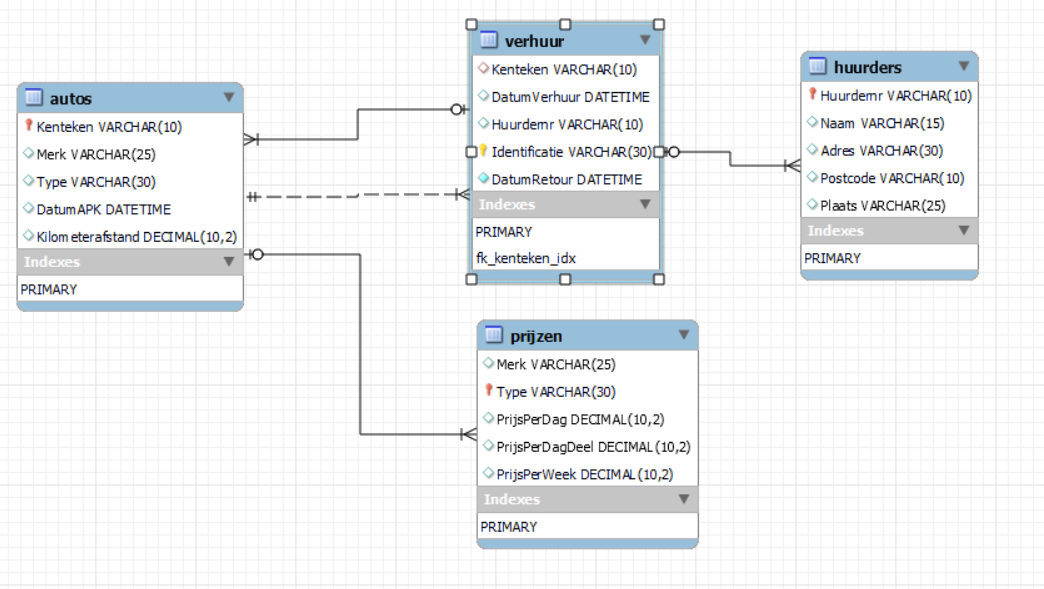 autos
Kenteken VARCHAR(10)
Merk VARCHAR(25)
Type VARCHAR(30)
DatumAPK DATETIME
Kilometerafstand DECIMAL(10,2)
Indexes
PRIMARY
verhuur
Kenteken VARCHAR(10)
DatumVerhuur DATETIME
Huurdernr VARCHAR(10)
Identificatie VARCHAR(30)
DatumRetour DATETIME
Indexes
PRIMARY
fk_kenteken_idx
huurders
Huurdernr VARCHAR(10)
Naam VARCHAR(15)
Adres VARCHAR(30)
Postcode VARCHAR(10)
Plaats VARCHAR(25)
Indexes
PRIMARY
prijzen
Merk VARCHAR(25)
Type VARCHAR(30)
PrijsPerDag DECIMAL(10,2)
PrijsPerDagDeel DECIMAL(10,2)
PrijsPerWeek DECIMAL(10,2)
Indexes
PRIMARY